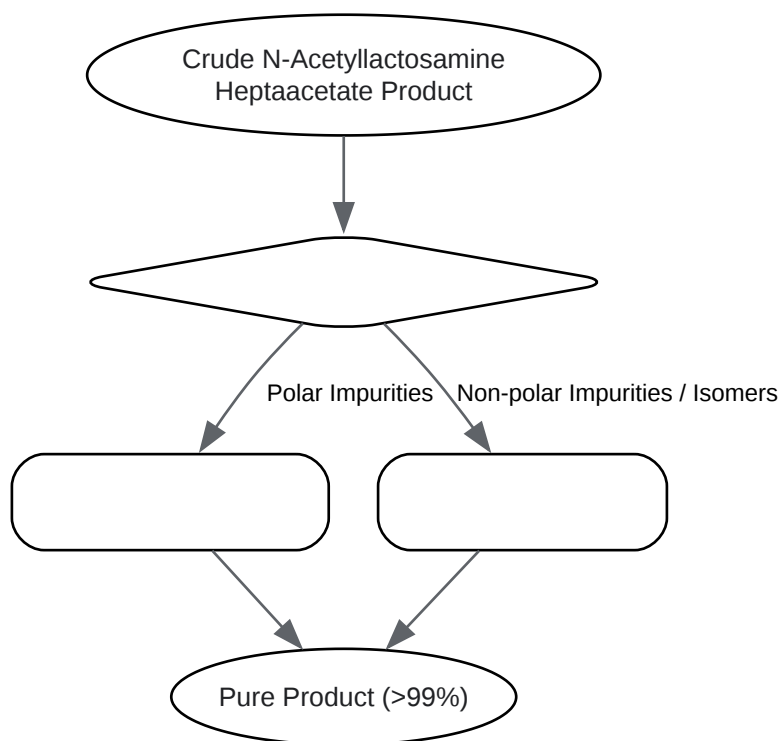 Crude N-Acetyllactosamine
Heptaacetate Product
Polar Impurities
Non-polar Impurities / Isomers
Pure Product (>99%)